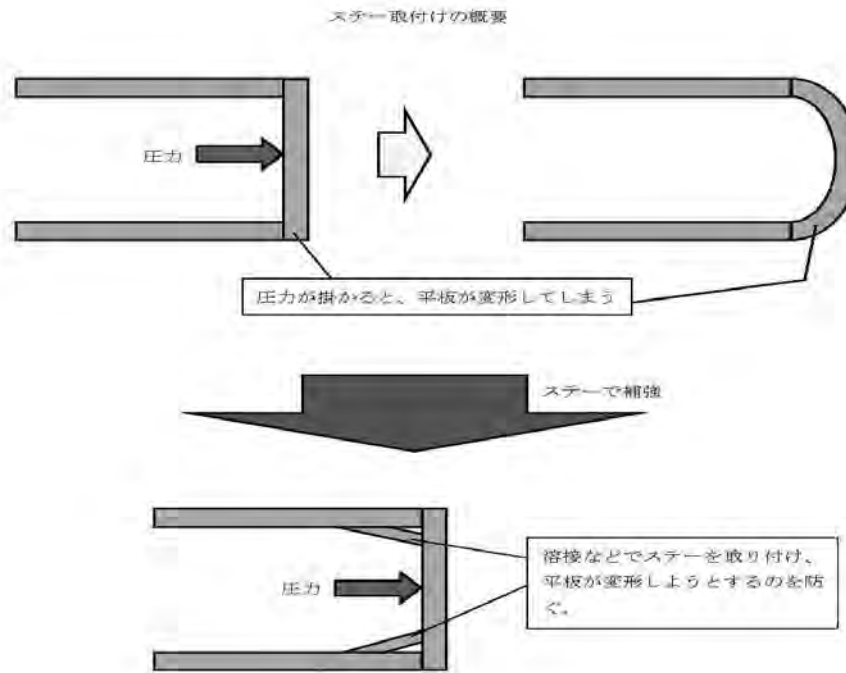 ステー取付けの概要
圧力
圧力が掛かると、平板が変形してしまう
ステーで補強
圧力
溶接などでステーを取り付け、
平板が変形しようとするのを防
ぐ。